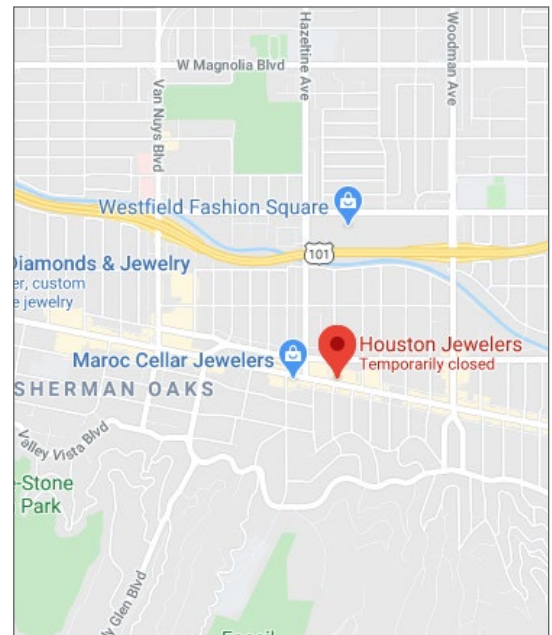 Hazeltine Ave
Woodman Ave
W Magnolia Blvd
Van Nuys Blvd
Westfield Fashion Square
101
Diamonds & Jewelry
er, custom
e jewelry
Houston Jewelers
Temporarily closed
Maroc Cellar Jewelers
SHERMAN OAKS
Valley Vista Blvd
-Stone
Park
ly Glen Blvd